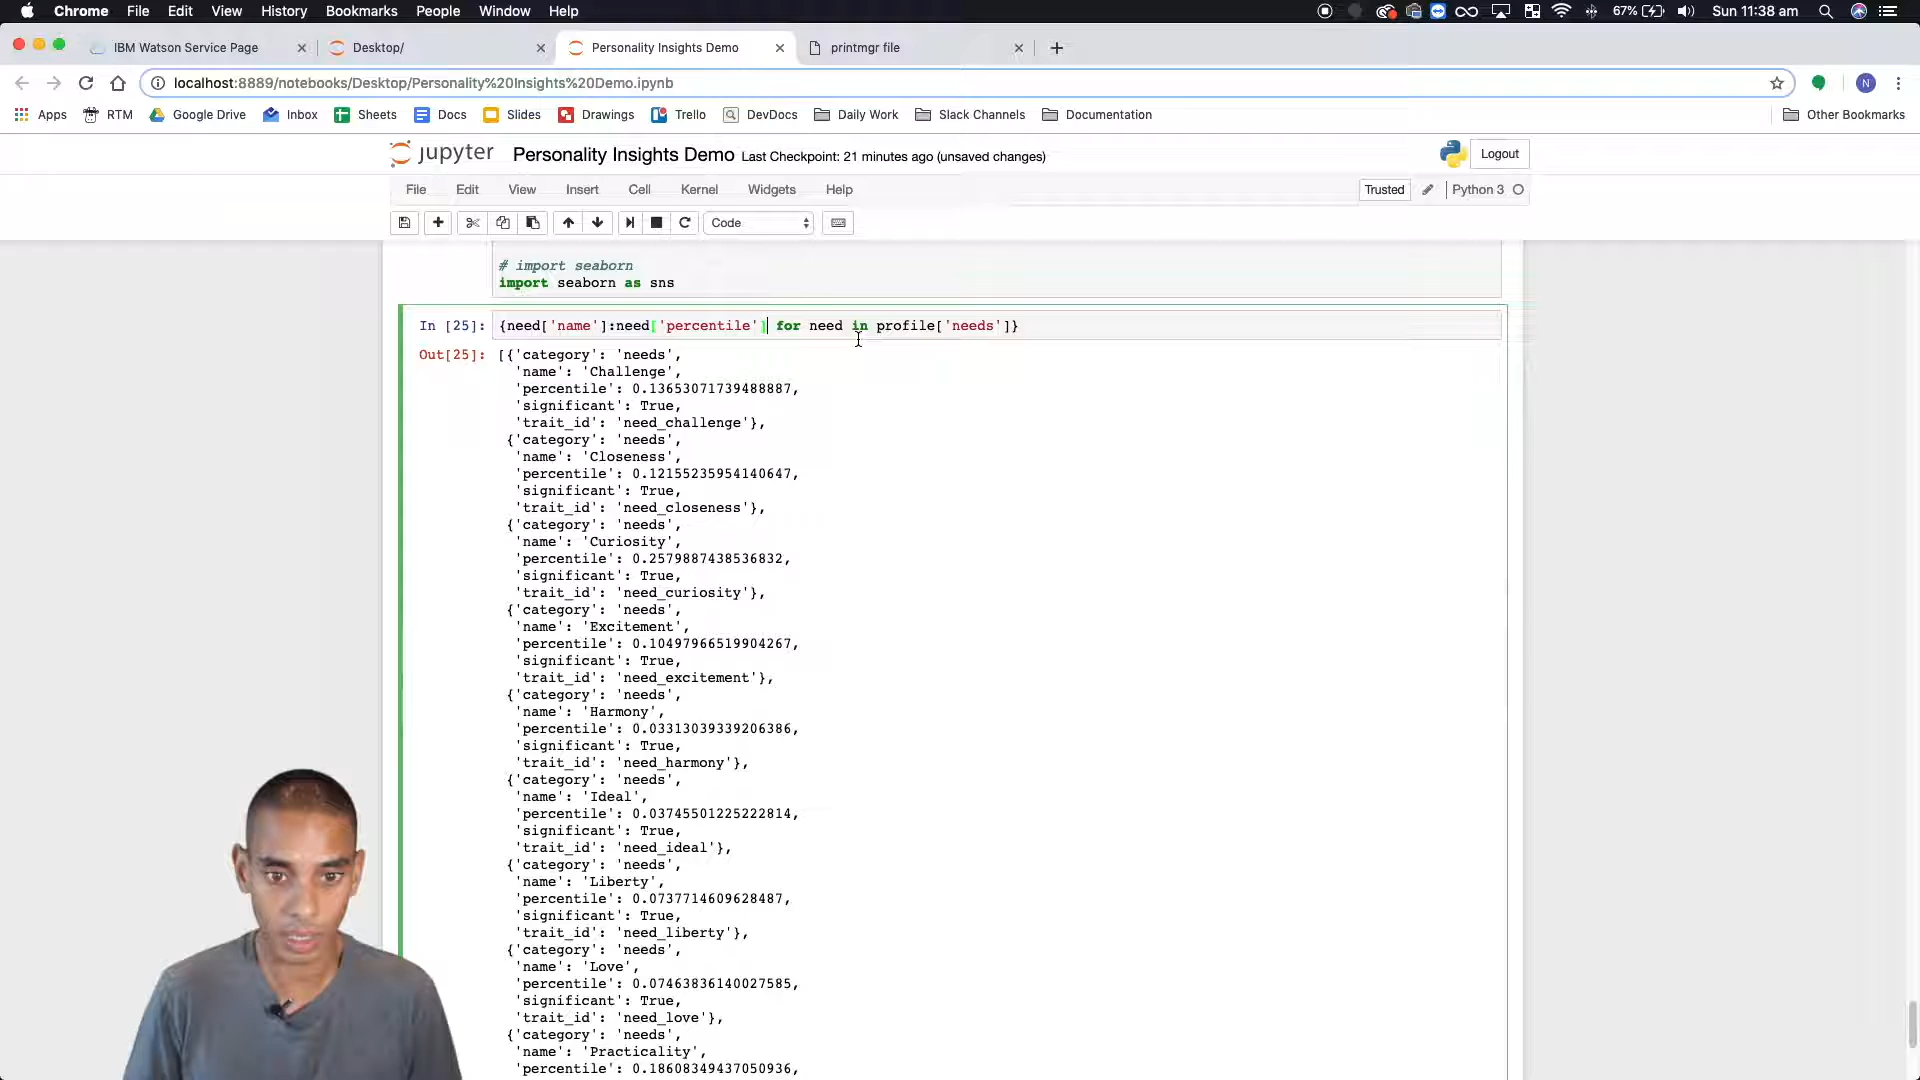 Chrome File Edit View History Bookmarks People Window Help 67% Sun 11:38 am
IBM Watson Service Page Desktop/ Personality Insights Demo printmgr file
localhost:8889/notebooks/Desktop/Personality%20Insights%20Demo.ipynb N
Apps RTM Google Drive Inbox Sheets Docs Slides Drawings Trello DevDocs Daily Work Slack Channels Documentation Other Bookmarks
jupyter Personality Insights Demo Last Checkpoint: 21 minutes ago (unsaved changes) Logout
File Edit View Insert Cell Kernel Widgets Help Trusted Python 3
Code
# import seaborn
import seaborn as sns
In [25]: {need['name']:need['percentile'] for need in profile['needs']}
Out[25]: [{'category': 'needs',
'name': 'Challenge',
'percentile': 0.13653071739488887,
'significant': True,
'trait_id': 'need_challenge'},
{'category': 'needs',
'name': 'Closeness',
'percentile': 0.12155235954140647,
'significant': True,
'trait_id': 'need_closeness'},
{'category': 'needs',
'name': 'Curiosity',
'percentile': 0.2579887438536832,
'significant': True,
'trait_id': 'need_curiosity'},
{'category': 'needs',
'name': 'Excitement',
'percentile': 0.10497966519904267,
'significant': True,
'trait_id': 'need_excitement'},
{'category': 'needs',
'name': 'Harmony',
'percentile': 0.03313039339206386,
'significant': True,
'trait_id': 'need_harmony'},
{'category': 'needs',
'name': 'Ideal',
'percentile': 0.03745501225222814,
'significant': True,
'trait_id': 'need_ideal'},
{'category': 'needs',
'name': 'Liberty',
'percentile': 0.0737714609628487,
'significant': True,
'trait_id': 'need_liberty'},
{'category': 'needs',
'name': 'Love',
'percentile': 0.07463836140027585,
'significant': True,
'trait_id': 'need_love'},
{'category': 'needs',
'name': 'Practicality',
'percentile': 0.18608349437050936,